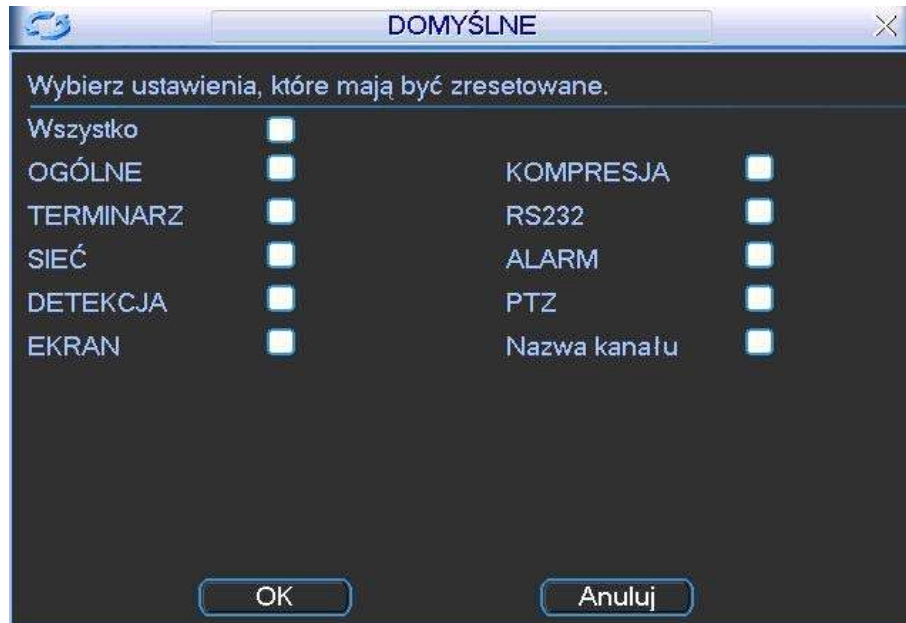 DOMYŚLNE
Wybierz ustawienia, które mają być zresetowane.
Wszystko
OGÓLNE KOMPRESJA
TERMINARZ RS232
SIEĆ ALARM
DETEKCJA PTZ
EKRAN Nazwa kanału
OK Anuluj